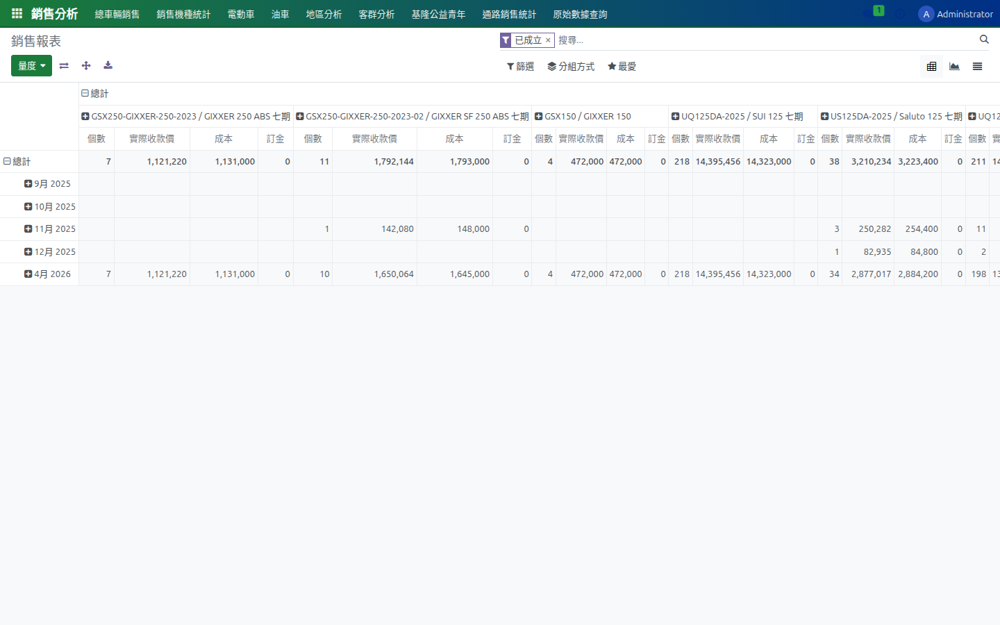 銷售分析 總車輛銷售 銷售機種統計 電動車 油車 地區分析 客群分析 基隆公益青年 通路銷售統計 原始數據查詢 1 A Administrator
銷售報表 已成立 × 搜尋...
量度 篩選 分組方式 最愛
總計
GSX250-GIXXER-250-2023 / GIXXER 250 ABS 七期 GSX250-GIXXER-250-2023-02 / GIXXER SF 250 ABS 七期 GSX150 / GIXXER 150 UQ125DA-2025 / SUI 125 七期 US125DA-2025 / Saluto 125 七期 UQ12
個數 實際收款價 成本 訂金 個數 實際收款價 成本 訂金 個數 實際收款價 成本 訂金 個數 實際收款價 成本 訂金 個數 實際收款價 成本 訂金 個數 實
總計 7 1,121,220 1,131,000 0 11 1,792,144 1,793,000 0 4 472,000 472,000 0 218 14,395,456 14,323,000 0 38 3,210,234 3,223,400 0 211 14
9月 2025
10月 2025
11月 2025 1 142,080 148,000 0 3 250,282 254,400 0 11
12月 2025 1 82,935 84,800 0 2
4月 2026 7 1,121,220 1,131,000 0 10 1,650,064 1,645,000 0 4 472,000 472,000 0 218 14,395,456 14,323,000 0 34 2,877,017 2,884,200 0 198 13